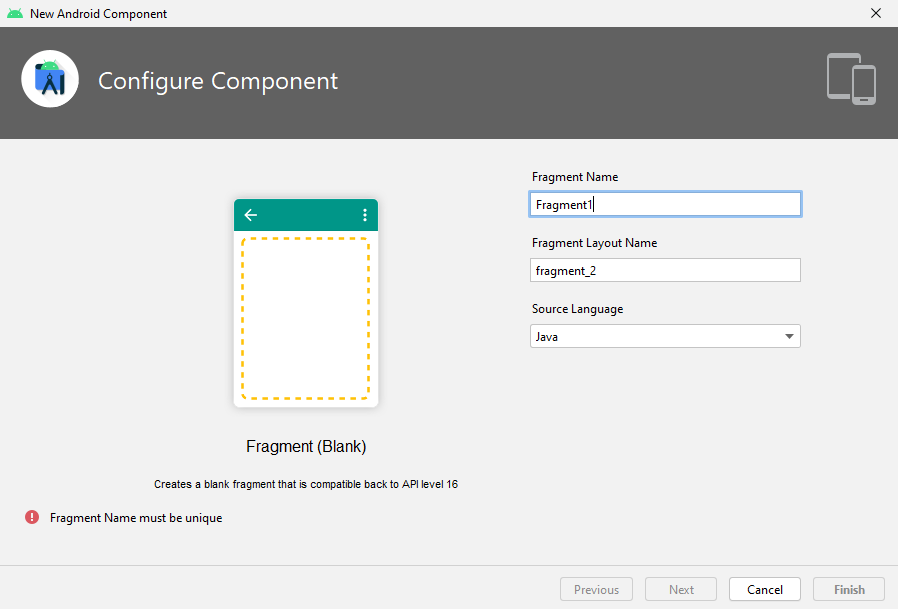 New Android Component
Configure Component
Fragment Name
Fragment1
Fragment Layout Name
fragment_2
Source Language
Java
Fragment (Blank)
Creates a blank fragment that is compatible back to API level 16
Fragment Name must be unique
Previous
Next
Cancel
Finish